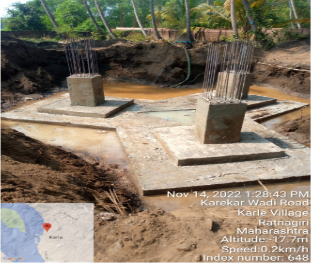 Nov 14, 2022 1:28:43 PM
Karekar Wadi Road
Karle Village
Ratnagiri
Maharashtra
Altitude:-17.7m
Speed:0.2km/h
Index number: 648
Karla